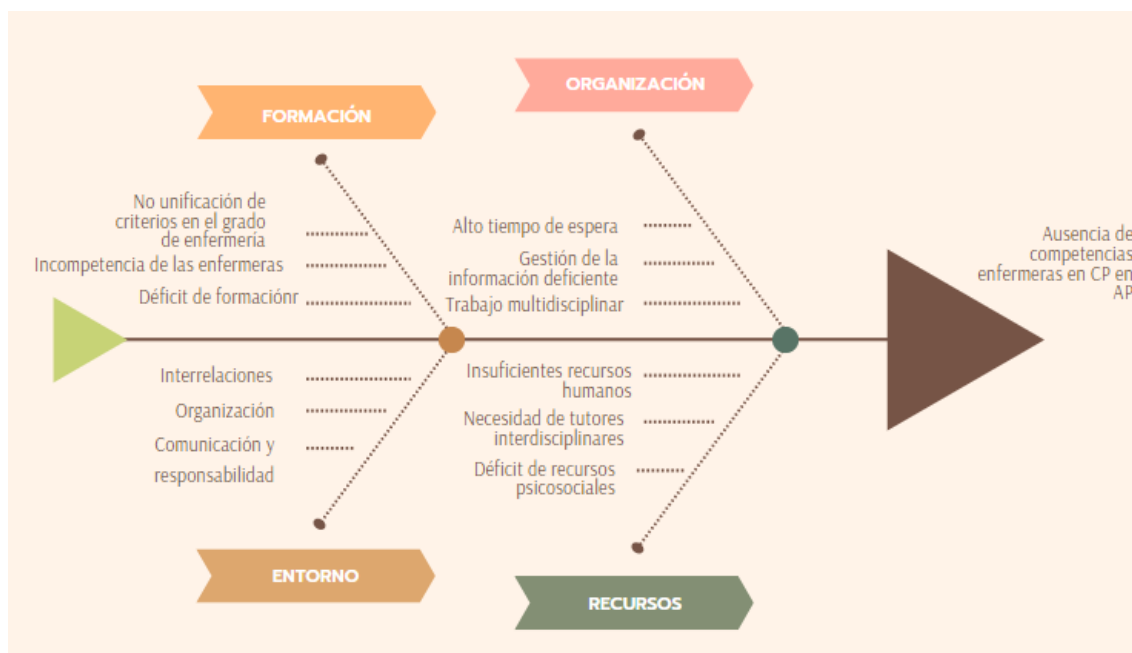 FORMACIÓN
ORGANIZACIÓN
No unificación de
criterios en el grado
de enfermería
Incompetencia de las enfermeras
Déficit de formaciónr
Alto tiempo de espera
Gestión de la
información deficiente
Trabajo multidisciplinar
Ausencia de
competencias
enfermeras en CP en
AP
Interrelaciones
Organización
Comunicación y
responsabilidad
Insuficientes recursos
humanos
Necesidad de tutores
interdisciplinares
Déficit de recursos
psicosociales
ENTORNO
RECURSOS